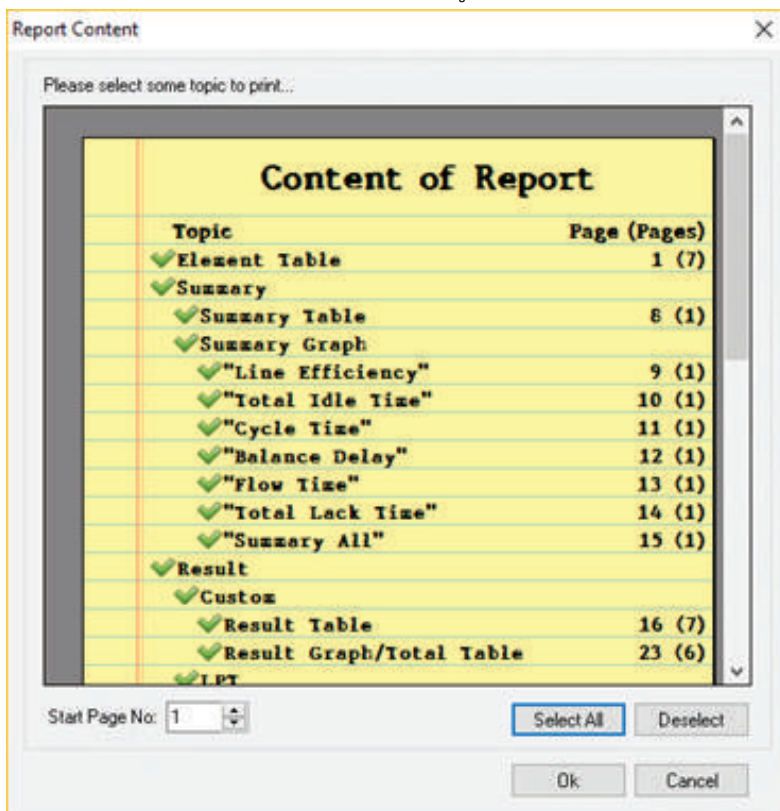 Report Content
Please select some topic to print...
Content of Report
Topic Page (Pages)
Element Table 1 (7)
Summary
Summary Table 8 (1)
Summary Graph
"Line Efficiency" 9 (1)
"Total Idle Time" 10 (1)
"Cycle Time" 11 (1)
"Balance Delay" 12 (1)
"Flow Time" 13 (1)
"Total Lack Time" 14 (1)
"Summary All" 15 (1)
Result
Custom
Result Table 16 (7)
Result Graph/Total Table 23 (6)
LPT
Start Page No: 1 Select All Deselect
Ok Cancel